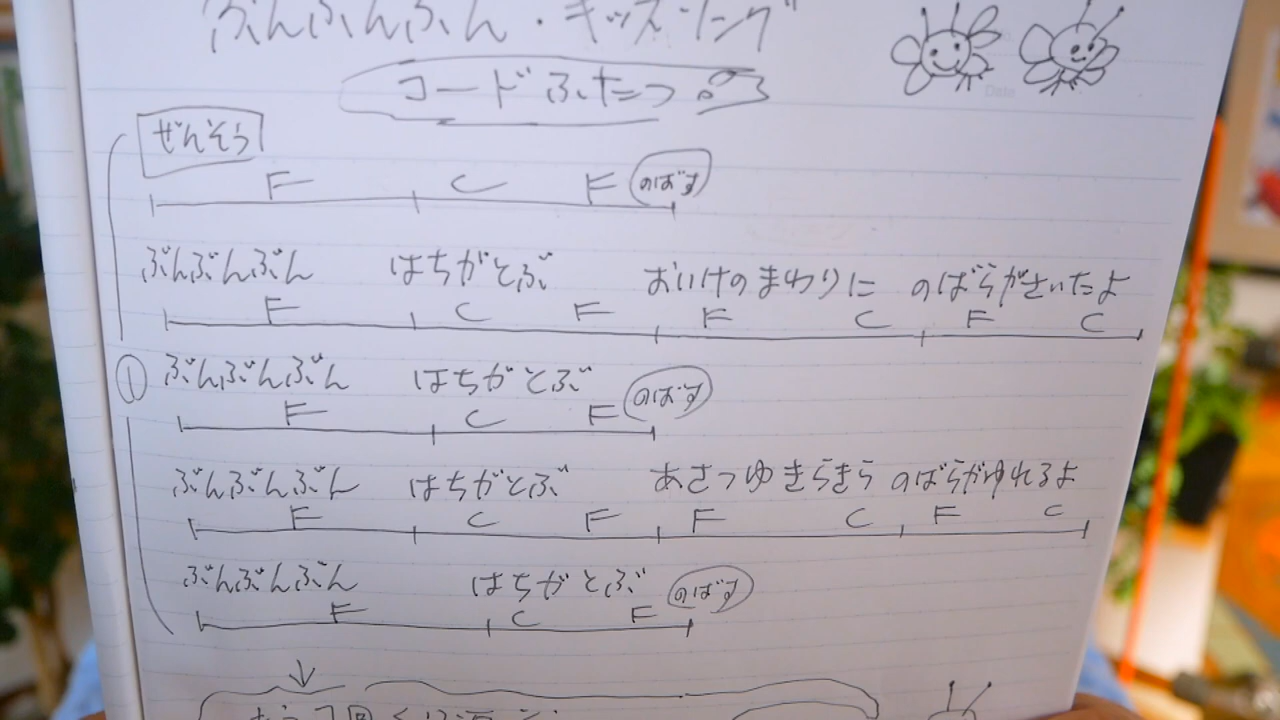 ぶんぶんぶん・キッズソング
コードふたつ
ぜんそう
F C F のばす
ぶんぶんぶん はちがとぶ おいけのまわりに のばらがさいたよ
F C F F C F C
① ぶんぶんぶん はちがとぶ
F C F のばす
ぶんぶんぶん はちがとぶ あさつゆきらきら のばらがゆれるよ
F C F F C F C
ぶんぶんぶん はちがとぶ
F C F のばす